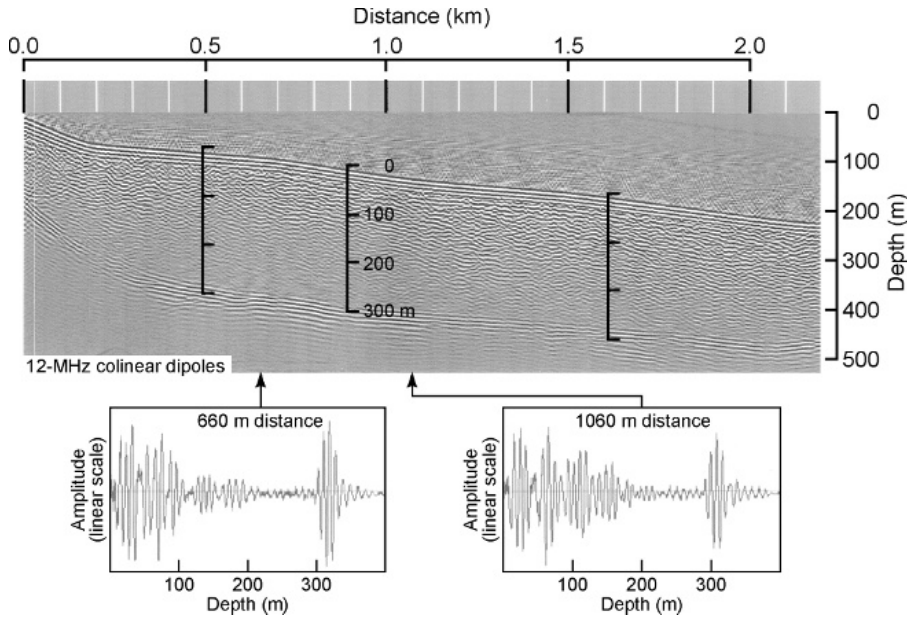 Distance (km)
0.0 0.5 1.0 1.5 2.0
0
100
200
300
400
500
Depth (m)
0
100
200
300 m
12-MHz colinear dipoles
660 m distance
Amplitude
(linear scale)
100 200 300
Depth (m)
1060 m distance
Amplitude
(linear scale)
100 200 300
Depth (m)